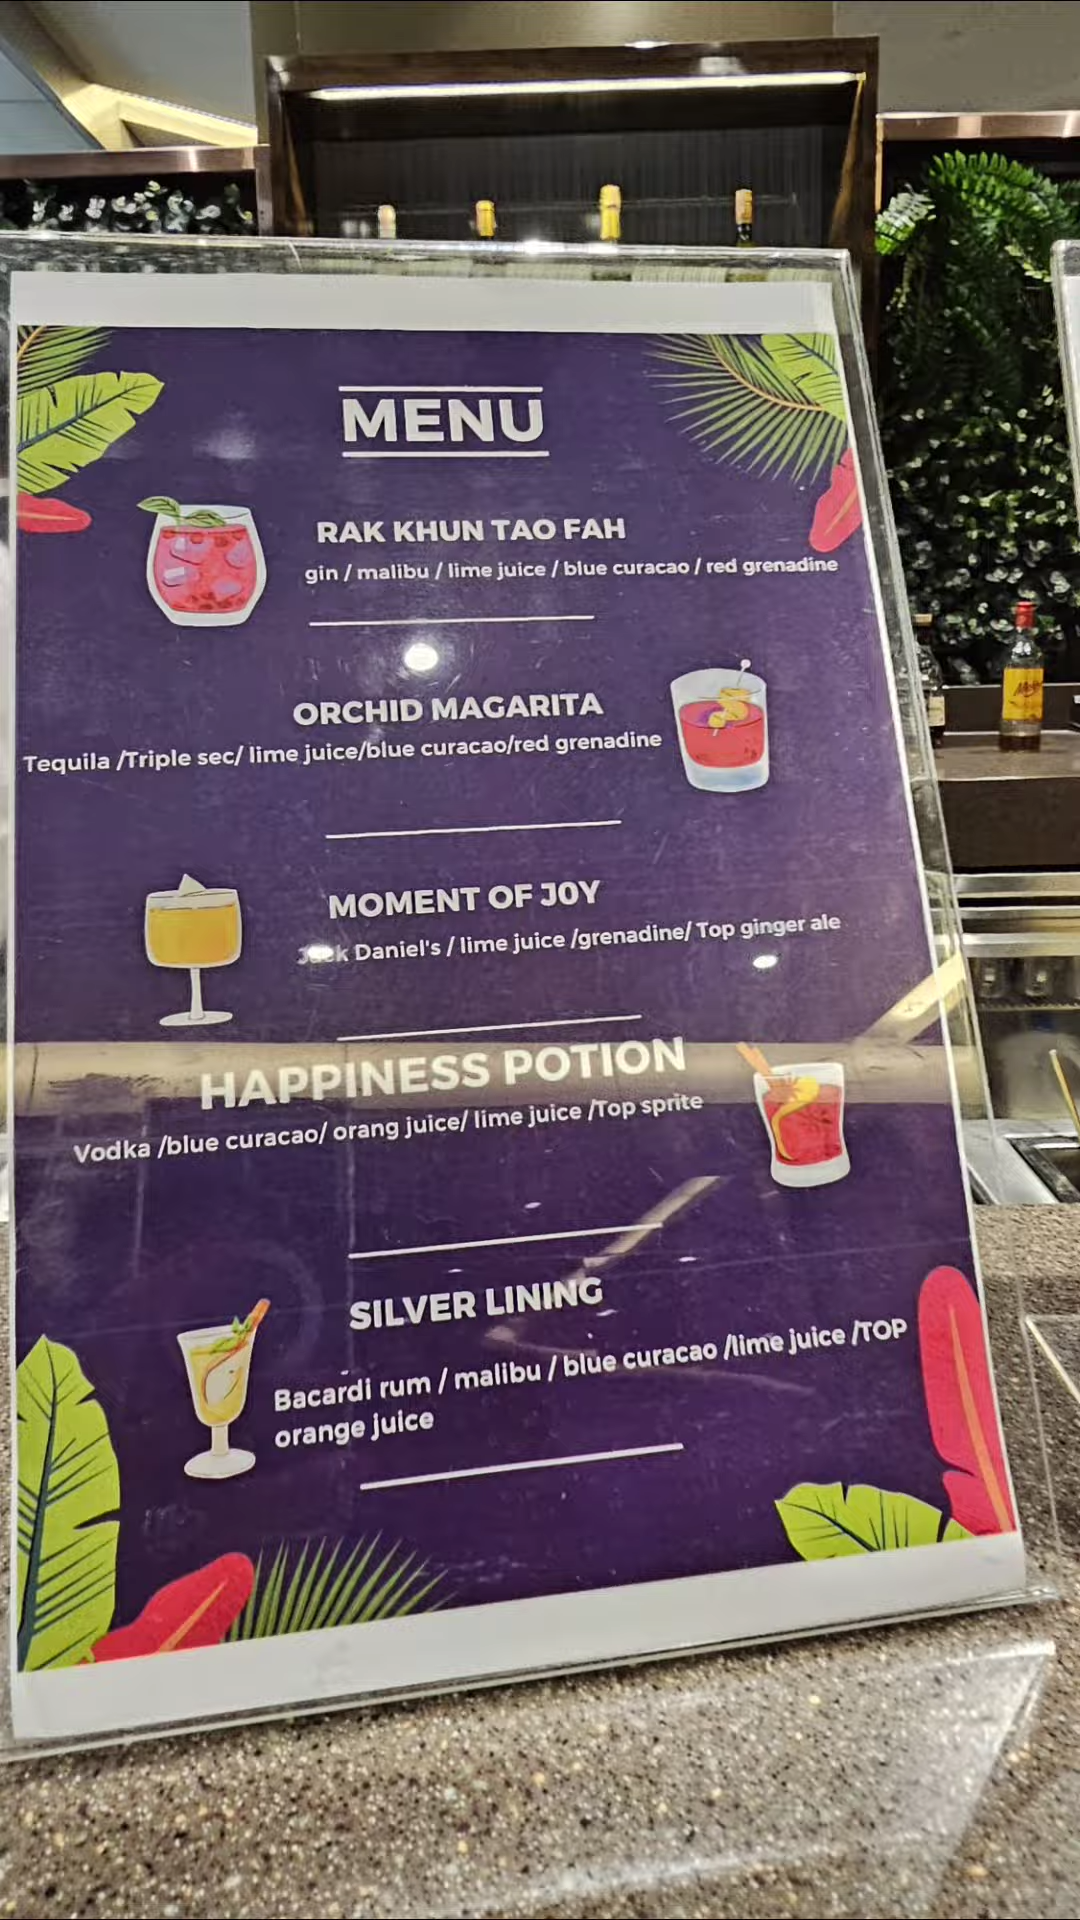 MENU
RAK KHUN TAO FAH
gin / malibu / lime juice / blue curacao / red grenadine
ORCHID MAGARITA
Tequila /Triple sec/ lime juice/blue curacao/red grenadine
MOMENT OF J0Y
Daniel's / lime juice /grenadine/ Top ginger ale
HAPPINESS POTION
Vodka /blue curacao/ orang juice/ lime juice /Top sprite
SILVER LINING
Bacardi rum / malibu / blue curacao /lime juice /TOP
orange juice